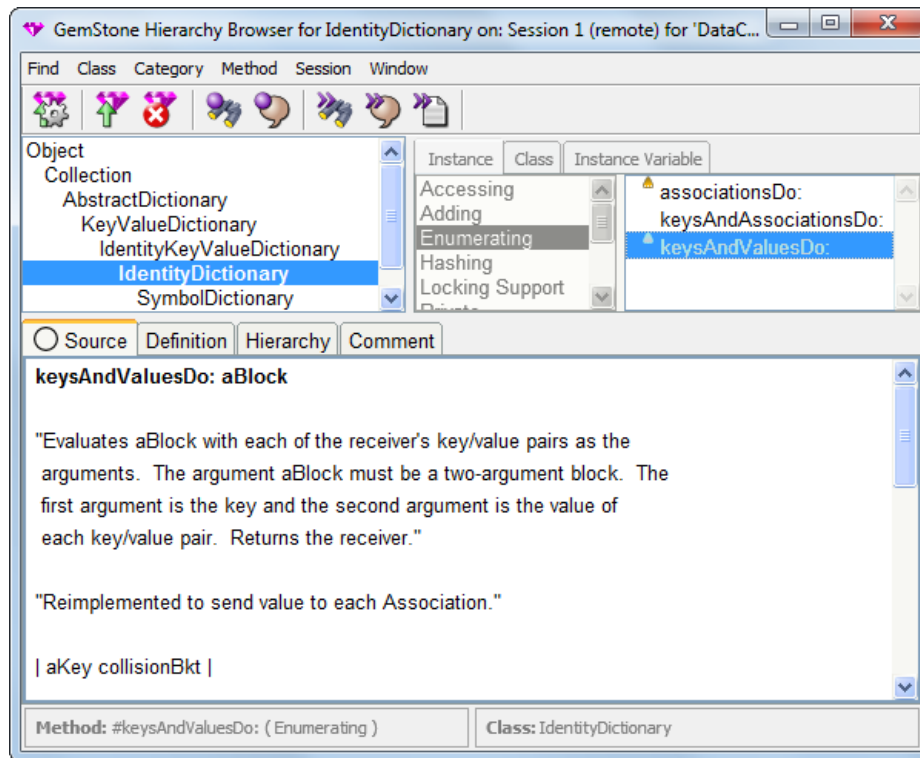 GemStone Hierarchy Browser for IdentityDictionary on: Session 1 (remote) for 'DataC...
Find Class Category Method Session Window
Object
Collection
AbstractDictionary
KeyValueDictionary
IdentityKeyValueDictionary
IdentityDictionary
SymbolDictionary
Instance Class Instance Variable
Accessing
Adding
Enumerating
Hashing
Locking Support
Private
associationsDo:
keysAndAssociationsDo:
keysAndValuesDo:
Source Definition Hierarchy Comment
keysAndValuesDo: aBlock
"Evaluates aBlock with each of the receiver's key/value pairs as the
arguments. The argument aBlock must be a two-argument block. The
first argument is the key and the second argument is the value of
each key/value pair. Returns the receiver."
"Reimplemented to send value to each Association."
| aKey collisionBkt |
Method: #keysAndValuesDo: ( Enumerating )
Class: IdentityDictionary